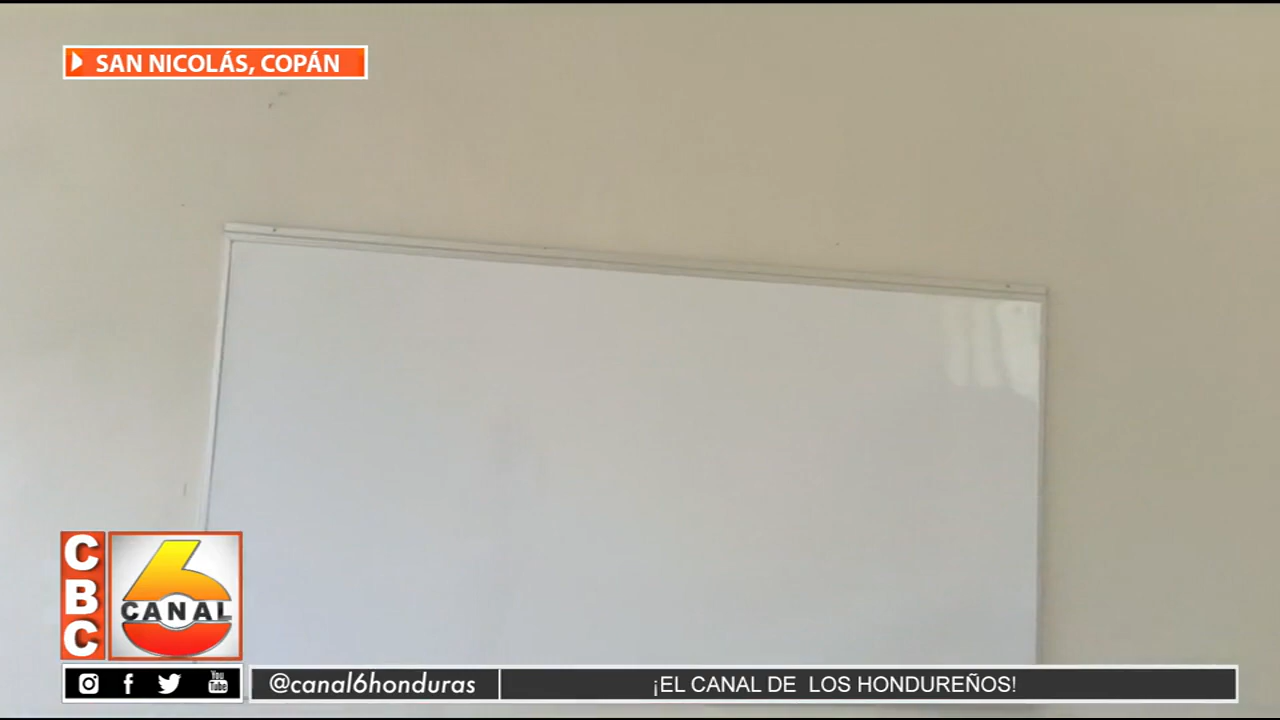 SAN NICOLÁS, COPÁN
CBC
6
CANAL
You
Tube
@canal6honduras
¡EL CANAL DE LOS HONDUREÑOS!